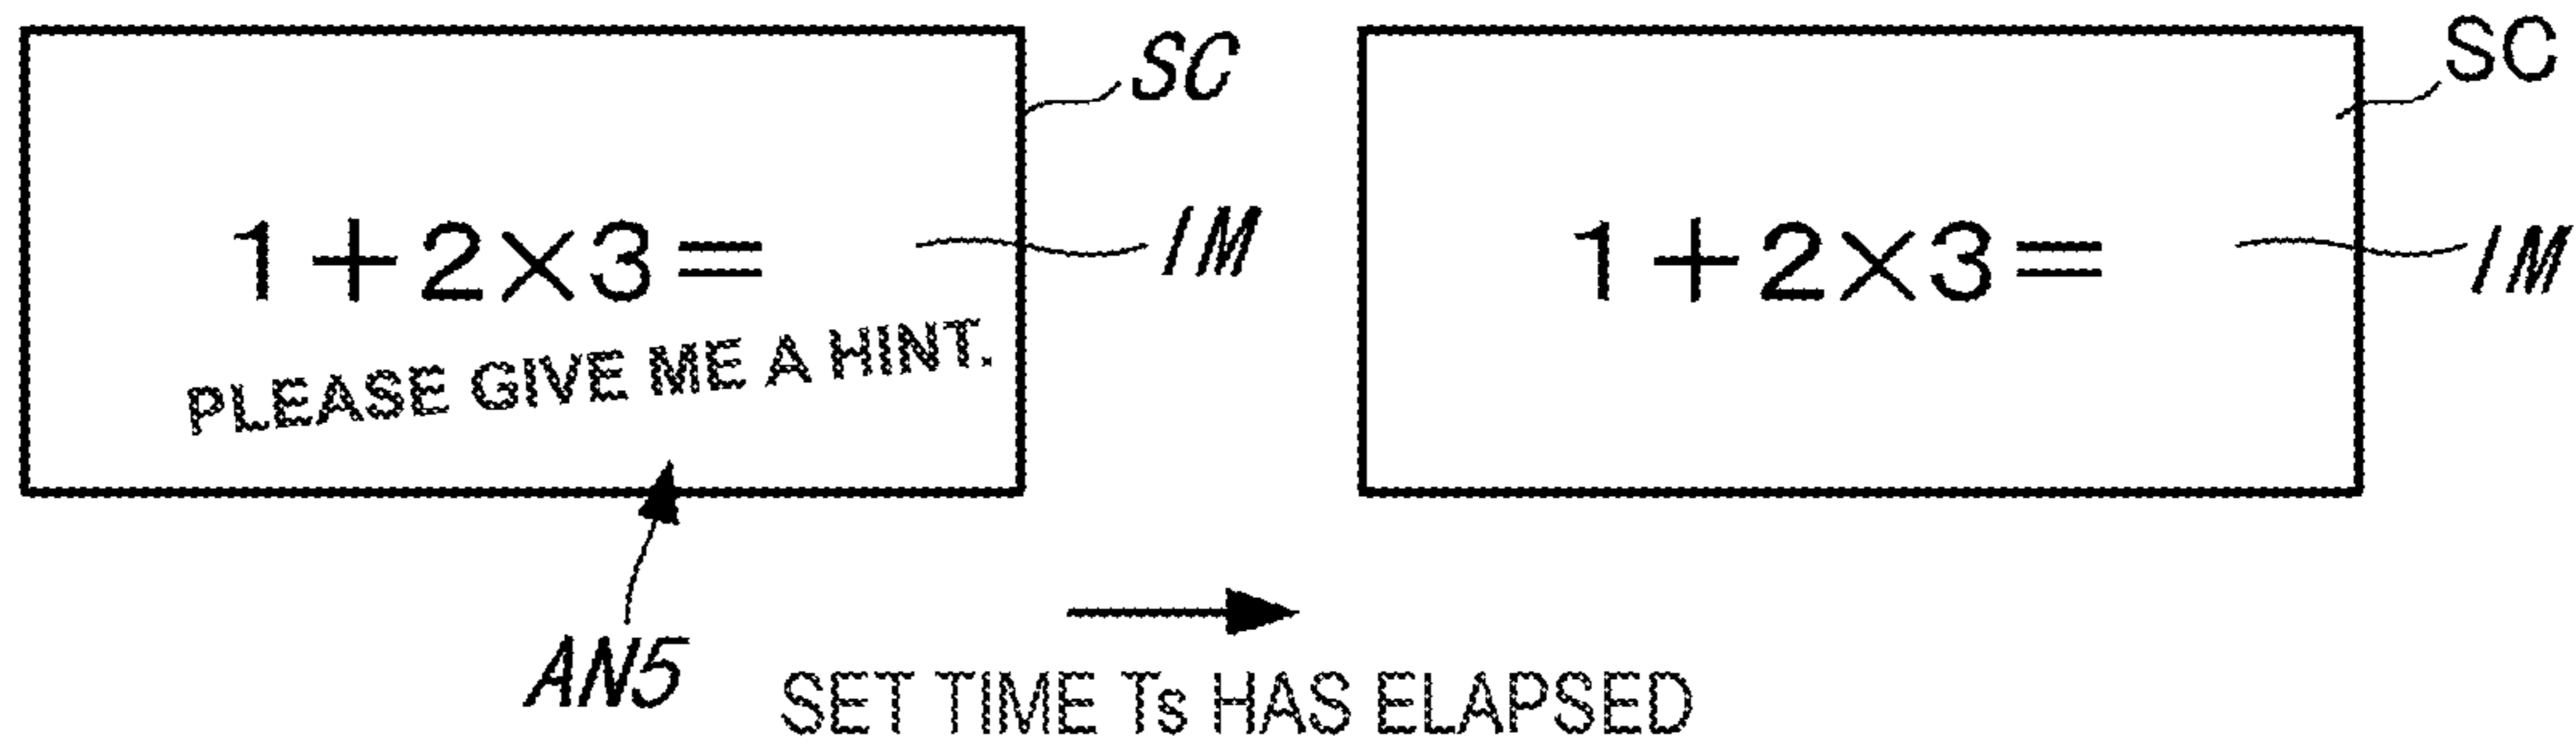 SC
1+2×3=
IM
PLEASE GIVE ME A HINT.
AN5
SC
1+2×3=
IM
SET TIME Ts HAS ELAPSED